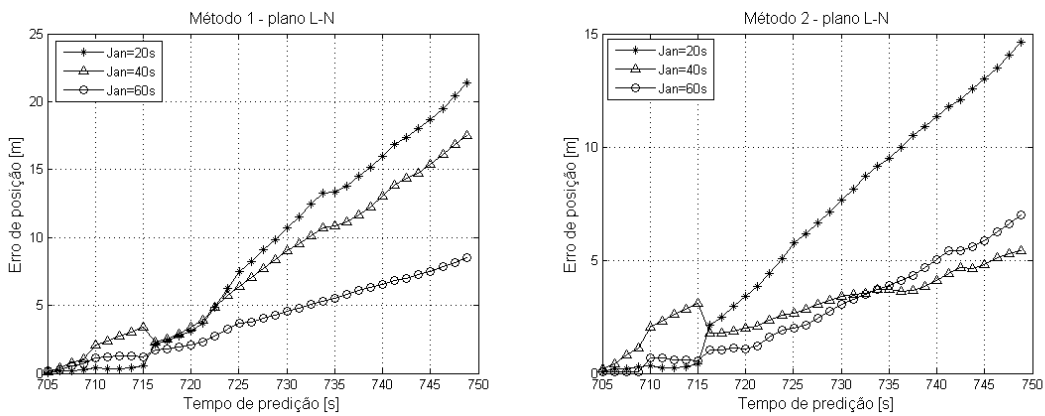 Método 1 - plano L-N
25
20
15
10
5
0
Erro de posição [m]
Jan=20s
Jan=40s
Jan=60s
705 710 715 720 725 730 735 740 745 750
Tempo de predição [s]
Método 2 - plano L-N
15
10
5
0
Erro de posição [m]
Jan=20s
Jan=40s
Jan=60s
705 710 715 720 725 730 735 740 745 750
Tempo de predição [s]